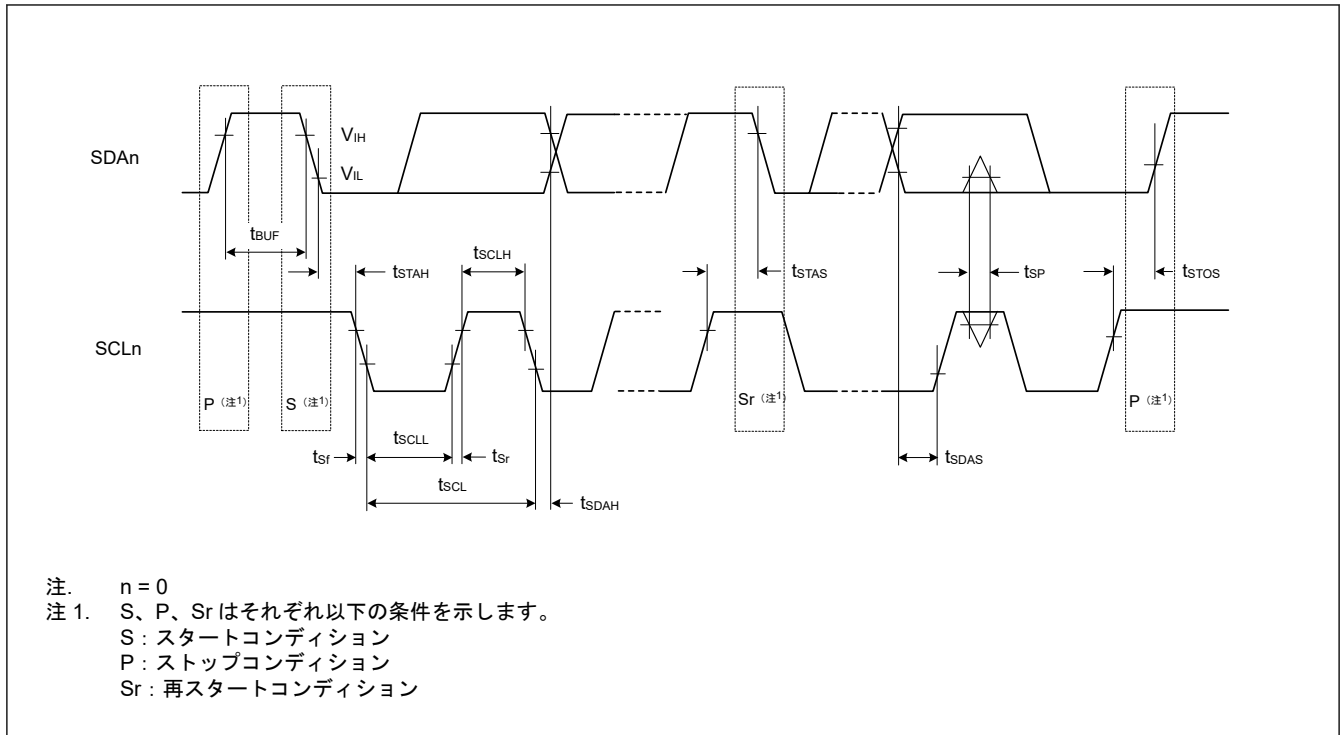 SDAn
VIH
VIL
tBUF
tSTAH
tSCLH
tSTAS
tSP
tSTOS
SCLn
P（注1）
S（注1）
Sr（注1）
P（注1）
tSf
tSCLL
tSr
tSDAS
tSCL
tSDAH
注. n = 0
注 1. S、P、Sr はそれぞれ以下の条件を示します。
S：スタートコンディション
P：ストップコンディション
Sr：再スタートコンディション